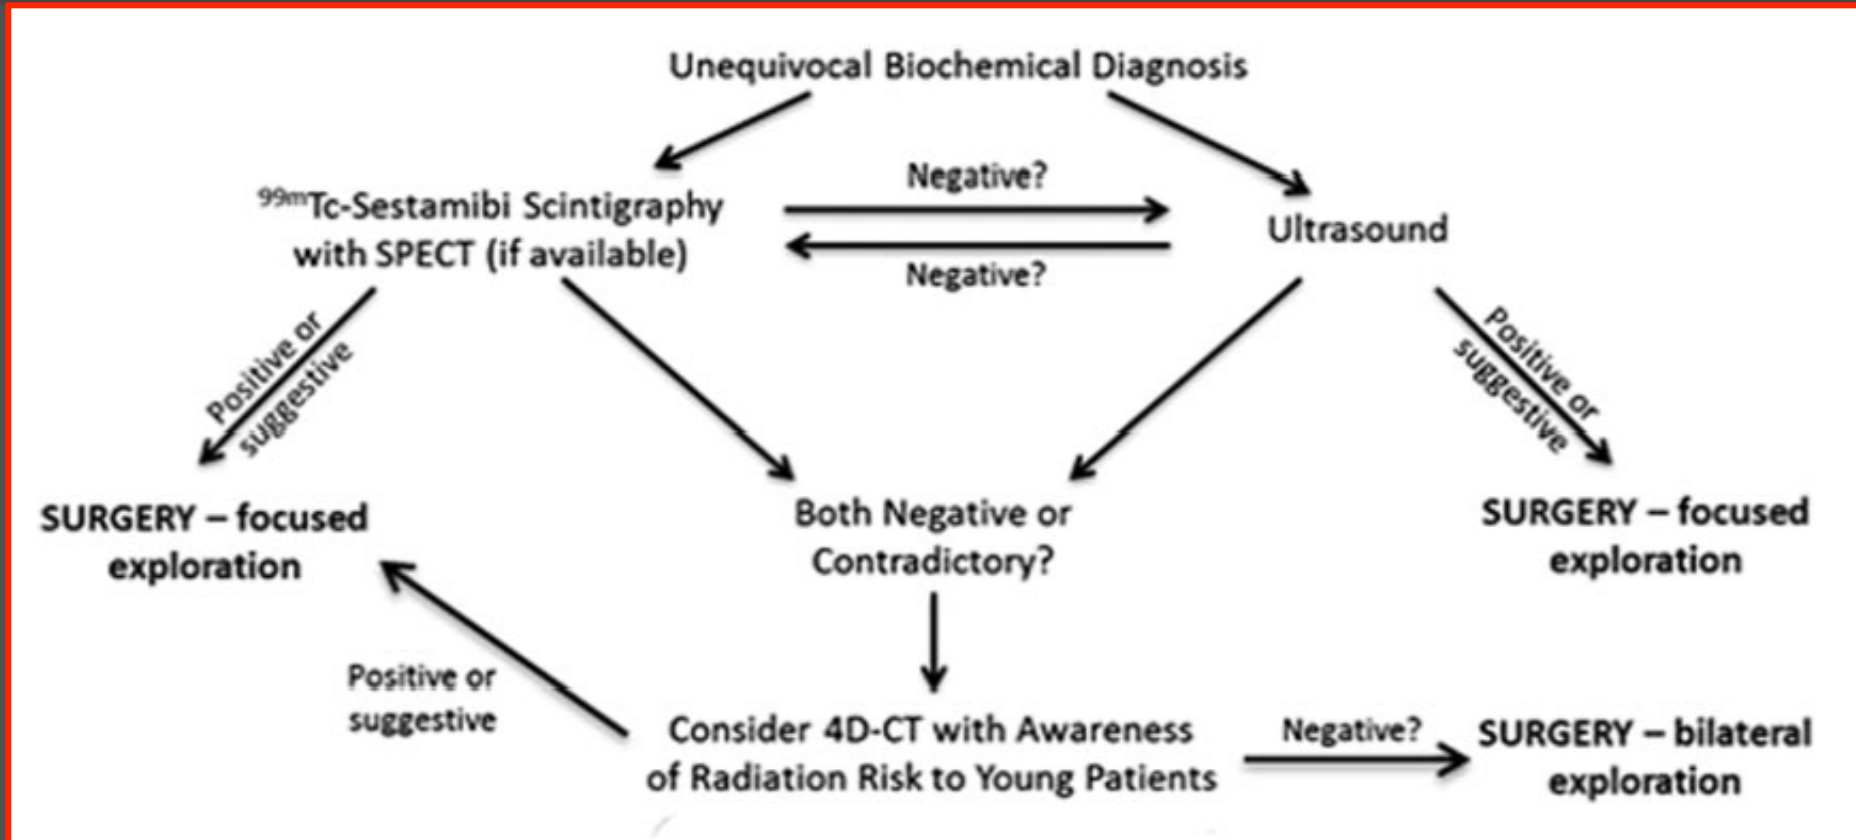 Unequivocal Biochemical Diagnosis
99mTc-Sestamibi Scintigraphy
with SPECT (if available)
Negative?
Negative?
Ultrasound
Positive or
suggestive
Positive or
suggestive
SURGERY – focused
exploration
Both Negative or
Contradictory?
SURGERY – focused
exploration
Positive or
suggestive
Consider 4D-CT with Awareness
of Radiation Risk to Young Patients
Negative?
SURGERY – bilateral
exploration